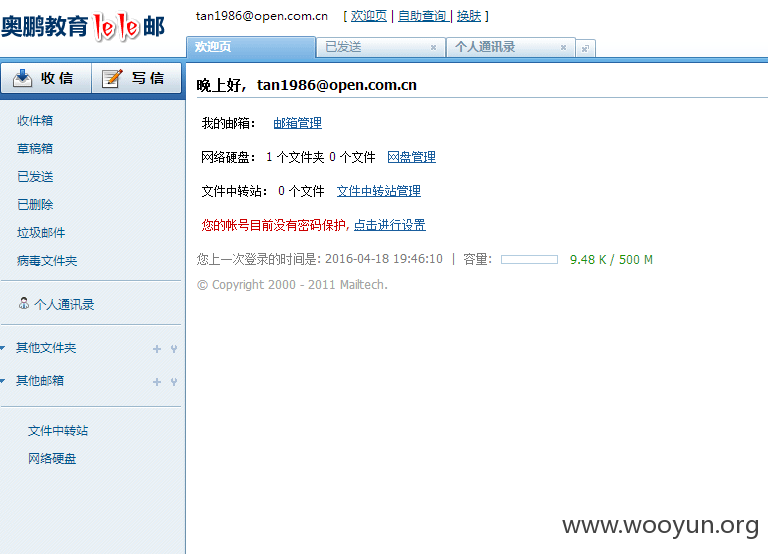 奥鹏教育lele邮
tan1986@open.com.cn [ 欢迎页 | 自助查询 | 换肤 ]
欢迎页 已发送 × 个人通讯录 ×
收信 写信
晚上好, tan1986@open.com.cn
收件箱
草稿箱
已发送
已删除
垃圾邮件
病毒文件夹
个人通讯录
其他文件夹
其他邮箱
文件中转站
网络硬盘
我的邮箱: 邮箱管理
网络硬盘: 1 个文件夹 0 个文件 网盘管理
文件中转站: 0 个文件 文件中转站管理
您的帐号目前没有密码保护, 点击进行设置
您上一次登录的时间是: 2016-04-18 19:46:10 | 容量: 9.48 K / 500 M
© Copyright 2000 - 2011 Mailtech.
www.wooyun.org